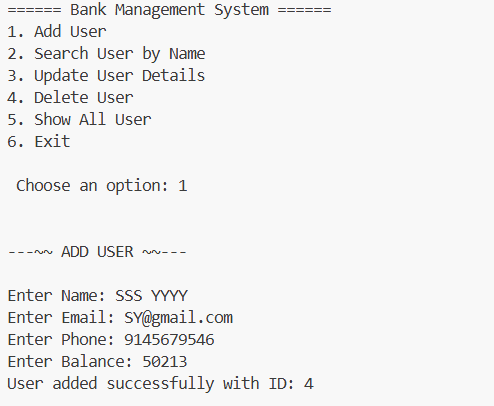 ====== Bank Management System ======
1. Add User
2. Search User by Name
3. Update User Details
4. Delete User
5. Show All User
6. Exit
Choose an option: 1
---~~ ADD USER ~~---
Enter Name: SSS YYYY
Enter Email: SY@gmail.com
Enter Phone: 9145679546
Enter Balance: 50213
User added successfully with ID: 4